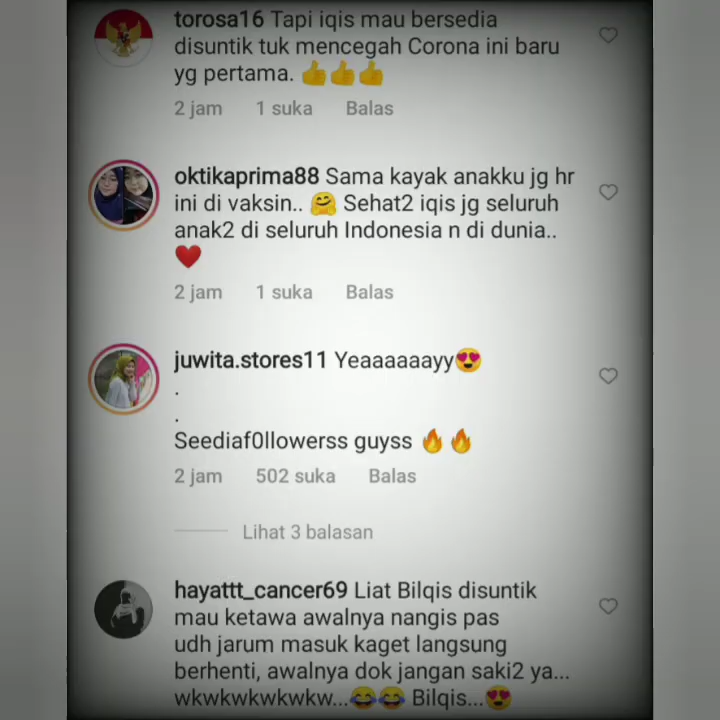 torosa16 Tapi iqis mau bersedia
disuntik tuk mencegah Corona ini baru
yg pertama. 👍👍👍
2 jam 1 suka Balas
oktikaprima88 Sama kayak anakku jg hr
ini di vaksin.. 🤗 Sehat2 iqis jg seluruh
anak2 di seluruh Indonesia n di dunia..
❤️
2 jam 1 suka Balas
juwita.stores11 Yeaaaaaayy😍
.
.
Seediaf0llowerss guyss 🔥🔥
2 jam 502 suka Balas
Lihat 3 balasan
hayattt_cancer69 Liat Bilqis disuntik
mau ketawa awalnya nangis pas
udh jarum masuk kaget langsung
berhenti, awalnya dok jangan saki2 ya...
wkwkwkwkwkw...😂😂 Bilqis...😍